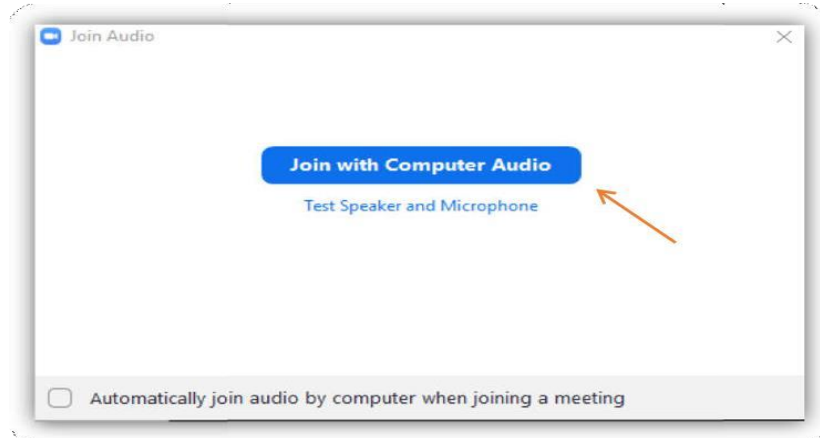 Join Audio
Join with Computer Audio
Test Speaker and Microphone
Automatically join audio by computer when joining a meeting